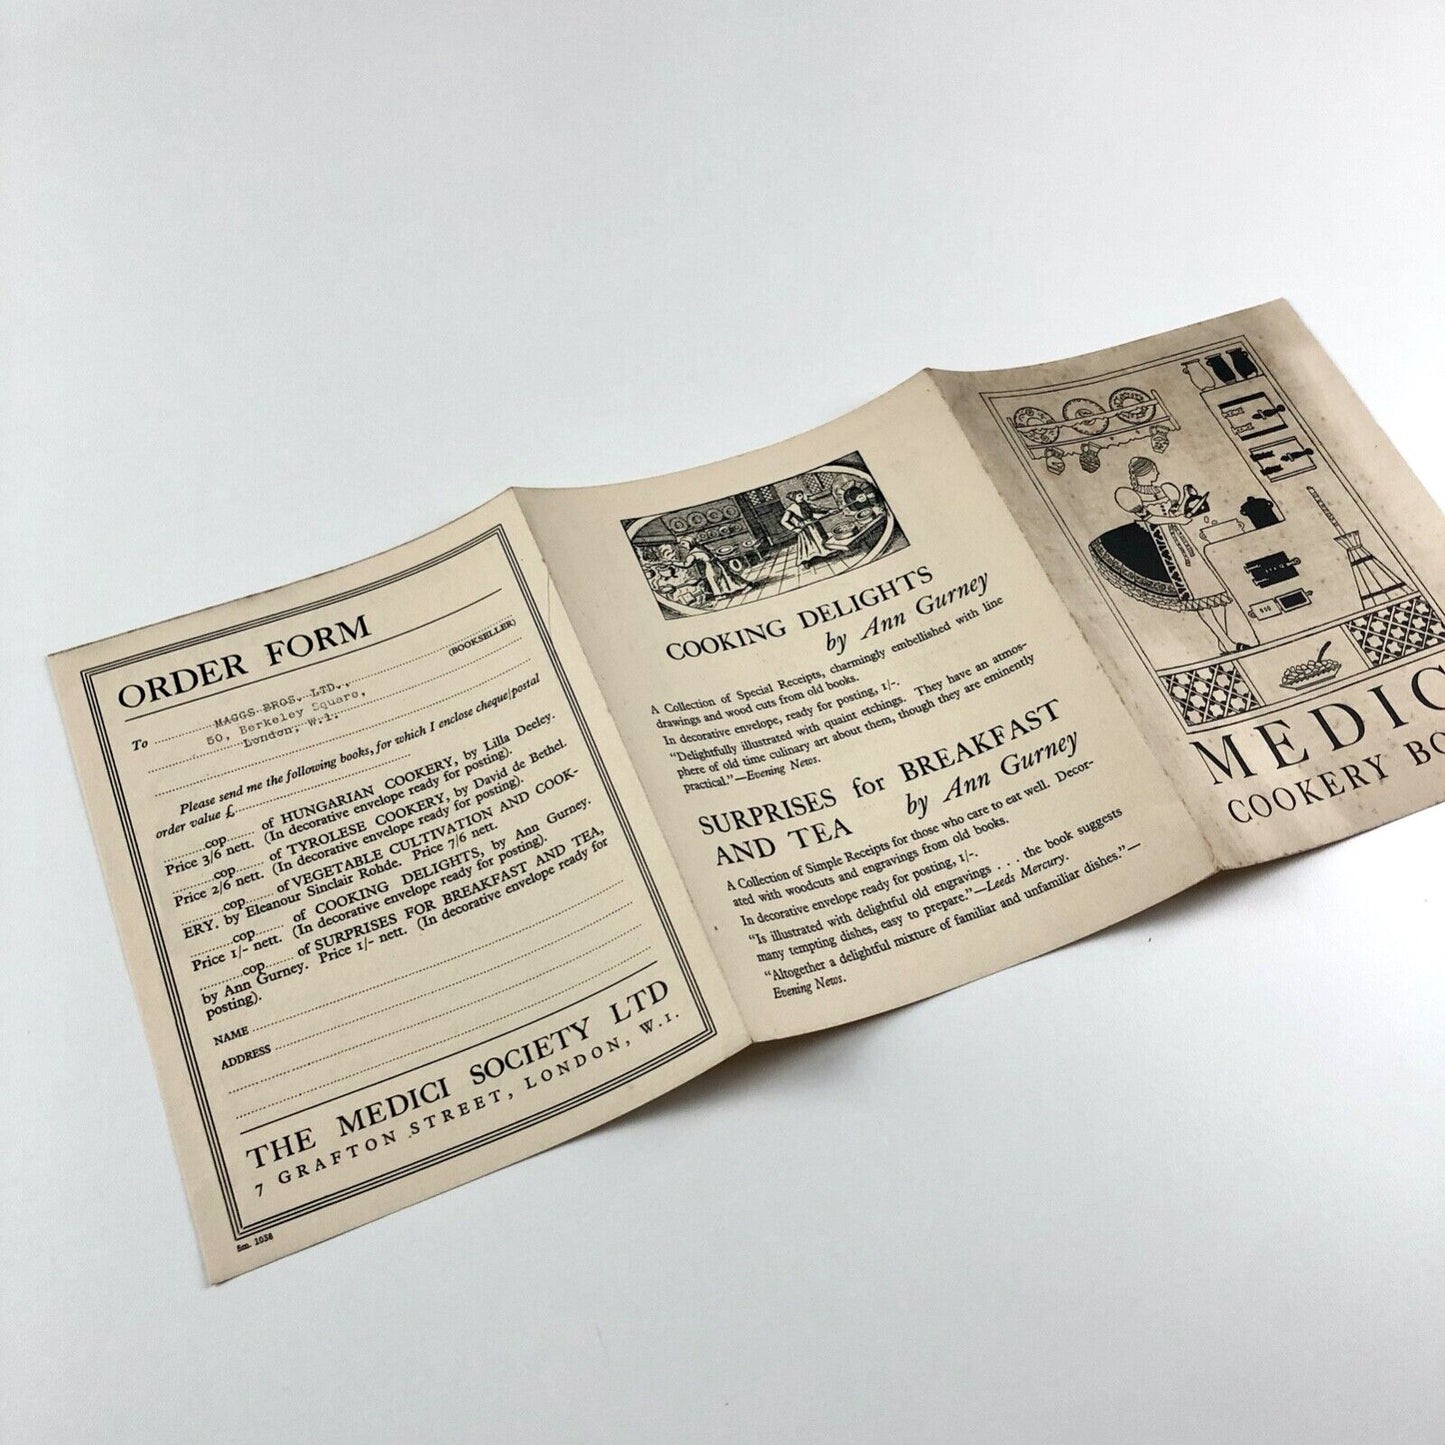 ORDER FORM
To MAGGS BROS. LTD.,
(BOOKSELLER)
50, Berkeley Square,
London, W.1.
Please send me the following books, for which I enclose cheque/postal
order value £
cop of HUNGARIAN COOKERY, by Lilla Deeley.
Price 3/6 nett. (In decorative envelope ready for posting).
cop of TYROLESE COOKERY, by David de Bethel.
Price 2/6 nett. (In decorative envelope ready for posting).
cop of VEGETABLE CULTIVATION AND COOK-
ERY. by Eleanour Sinclair Rohde. Price 7/6 nett.
cop of COOKING DELIGHTS, by Ann Gurney.
Price 1/- nett. (In decorative envelope ready for posting).
cop of SURPRISES FOR BREAKFAST AND TEA,
by Ann Gurney. Price 1/- nett. (In decorative envelope ready for
posting).
NAME
ADDRESS
THE MEDICI SOCIETY LTD
7 GRAFTON STREET, LONDON, W.1.
5m. 1038
COOKING DELIGHTS
by Ann Gurney
A Collection of Special Receipts, charmingly embellished with line
drawings and wood cuts from old books.
In decorative envelope, ready for posting, 1/-.
"Delightfully illustrated with quaint etchings. They have an atmos-
phere of old time culinary art about them, though they are eminently
practical."—Evening News.
SURPRISES for BREAKFAST
AND TEA by Ann Gurney
A Collection of Simple Receipts for those who care to eat well. Decor-
ated with woodcuts and engravings from old books.
In decorative envelope ready for posting, 1/-.
"Is illustrated with delightful old engravings . . . the book suggests
many tempting dishes, easy to prepare."—Leeds Mercury.
"Altogether a delightful mixture of familiar and unfamiliar dishes."—
Evening News.
MEDIC
COOKERY BO